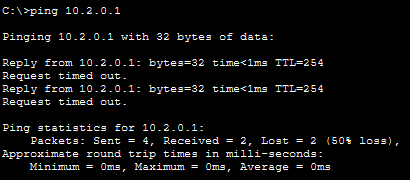 C:\>ping 10.2.0.1
Pinging 10.2.0.1 with 32 bytes of data:
Reply from 10.2.0.1: bytes=32 time<1ms TTL=254
Request timed out.
Reply from 10.2.0.1: bytes=32 time<1ms TTL=254
Request timed out.
Ping statistics for 10.2.0.1:
    Packets: Sent = 4, Received = 2, Lost = 2 (50% loss),
Approximate round trip times in milli-seconds:
    Minimum = 0ms, Maximum = 0ms, Average = 0ms